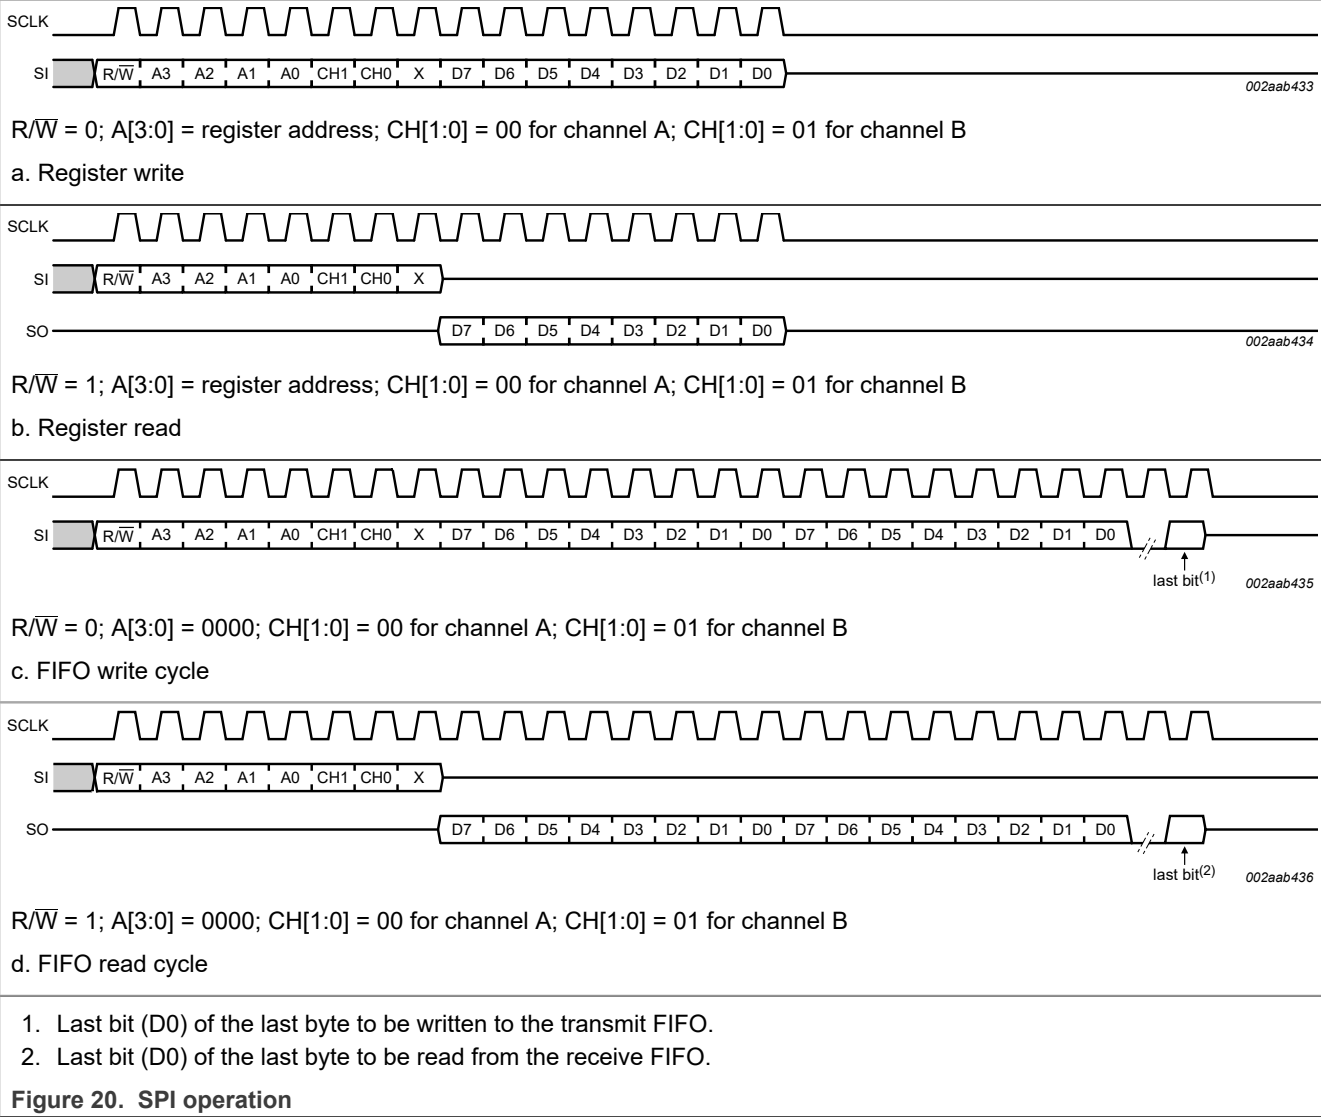 SCLK
SI R/W̅ A3 A2 A1 A0 CH1 CH0 X D7 D6 D5 D4 D3 D2 D1 D0
002aab433
R/W̅ = 0; A[3:0] = register address; CH[1:0] = 00 for channel A; CH[1:0] = 01 for channel B
a. Register write
SCLK
SI R/W̅ A3 A2 A1 A0 CH1 CH0 X
SO D7 D6 D5 D4 D3 D2 D1 D0
002aab434
R/W̅ = 1; A[3:0] = register address; CH[1:0] = 00 for channel A; CH[1:0] = 01 for channel B
b. Register read
SCLK
SI R/W̅ A3 A2 A1 A0 CH1 CH0 X D7 D6 D5 D4 D3 D2 D1 D0 D7 D6 D5 D4 D3 D2 D1 D0
last bit(1) 002aab435
R/W̅ = 0; A[3:0] = 0000; CH[1:0] = 00 for channel A; CH[1:0] = 01 for channel B
c. FIFO write cycle
SCLK
SI R/W̅ A3 A2 A1 A0 CH1 CH0 X
SO D7 D6 D5 D4 D3 D2 D1 D0 D7 D6 D5 D4 D3 D2 D1 D0
last bit(2) 002aab436
R/W̅ = 1; A[3:0] = 0000; CH[1:0] = 00 for channel A; CH[1:0] = 01 for channel B
d. FIFO read cycle
1. Last bit (D0) of the last byte to be written to the transmit FIFO.
2. Last bit (D0) of the last byte to be read from the receive FIFO.
Figure 20. SPI operation